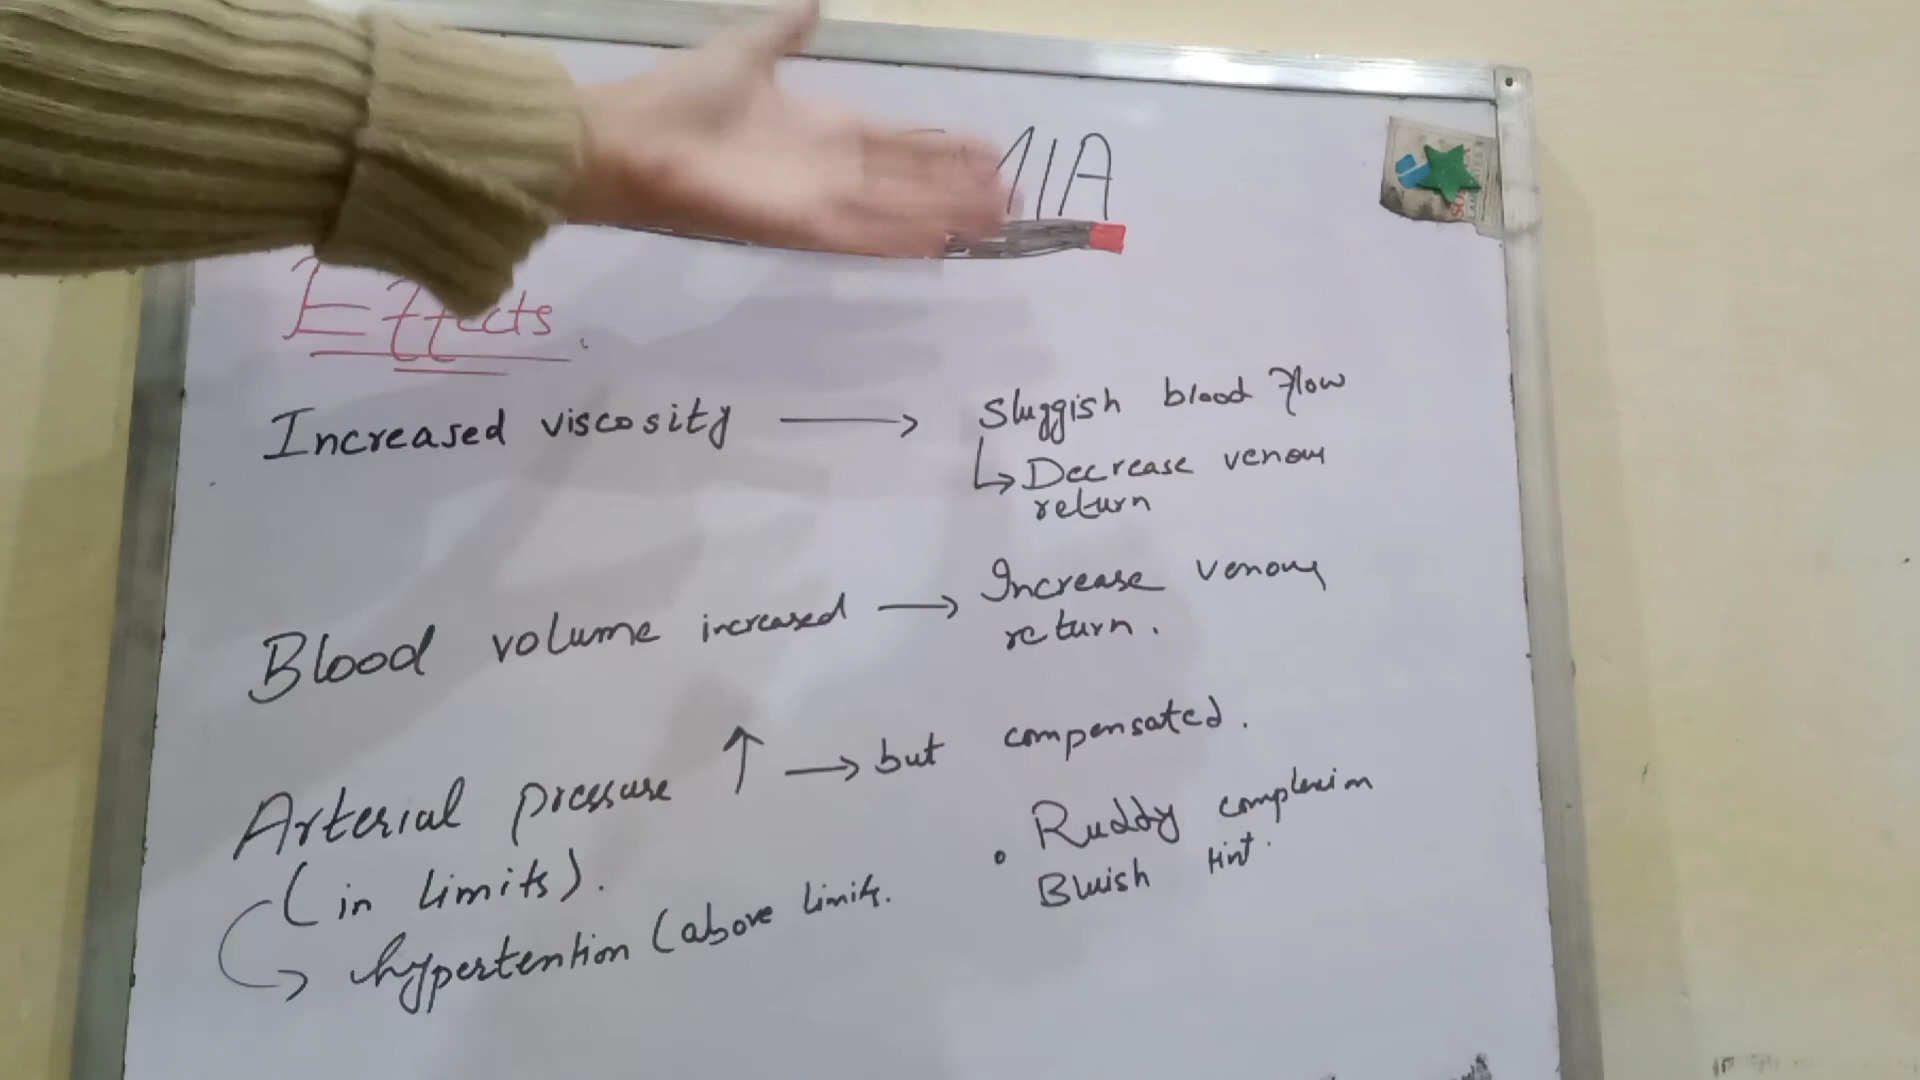 MIA
Effects
Increased viscosity → Sluggish blood flow
↳ Decrease venous
return
Blood volume increased → Increase venous
return.
Arterial pressure ↑ → but compensated.
(in limits).
→ hypertention (above limits.
• Ruddy complexion
Bluish tint.